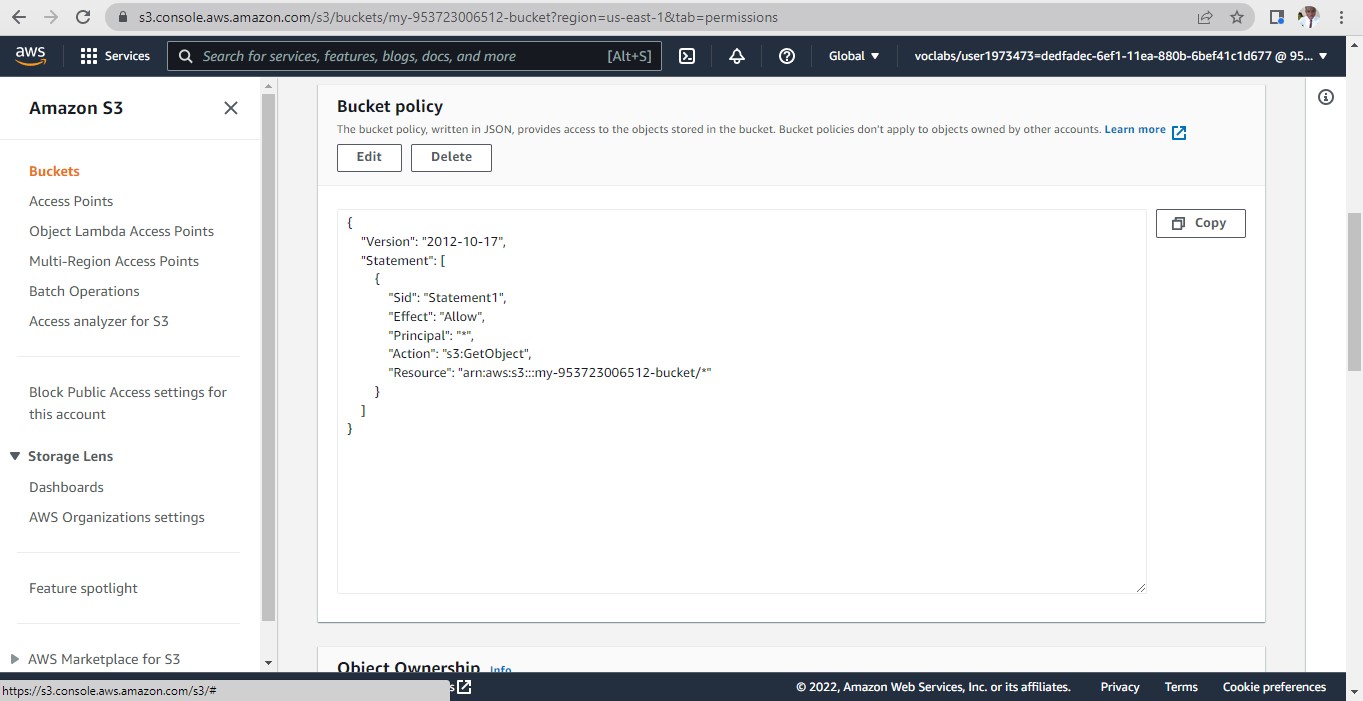 s3.console.aws.amazon.com/s3/buckets/my-953723006512-bucket?region=us-east-1&tab=permissions
aws
Services
Search for services, features, blogs, docs, and more
[Alt+S]
Global
voclabs/user1973473=dedfadec-6ef1-11ea-880b-6bef41c1d677 @ 95...
Amazon S3
Buckets
Access Points
Object Lambda Access Points
Multi-Region Access Points
Batch Operations
Access analyzer for S3
Block Public Access settings for
this account
Storage Lens
Dashboards
AWS Organizations settings
Feature spotlight
AWS Marketplace for S3
Bucket policy
The bucket policy, written in JSON, provides access to the objects stored in the bucket. Bucket policies don't apply to objects owned by other accounts. Learn more
Edit
Delete
{
"Version": "2012-10-17",
"Statement": [
{
"Sid": "Statement1",
"Effect": "Allow",
"Principal": "*",
"Action": "s3:GetObject",
"Resource": "arn:aws:s3:::my-953723006512-bucket/*"
}
]
}
Copy
Object Ownership Info
https://s3.console.aws.amazon.com/s3/#
© 2022, Amazon Web Services, Inc. or its affiliates.
Privacy
Terms
Cookie preferences